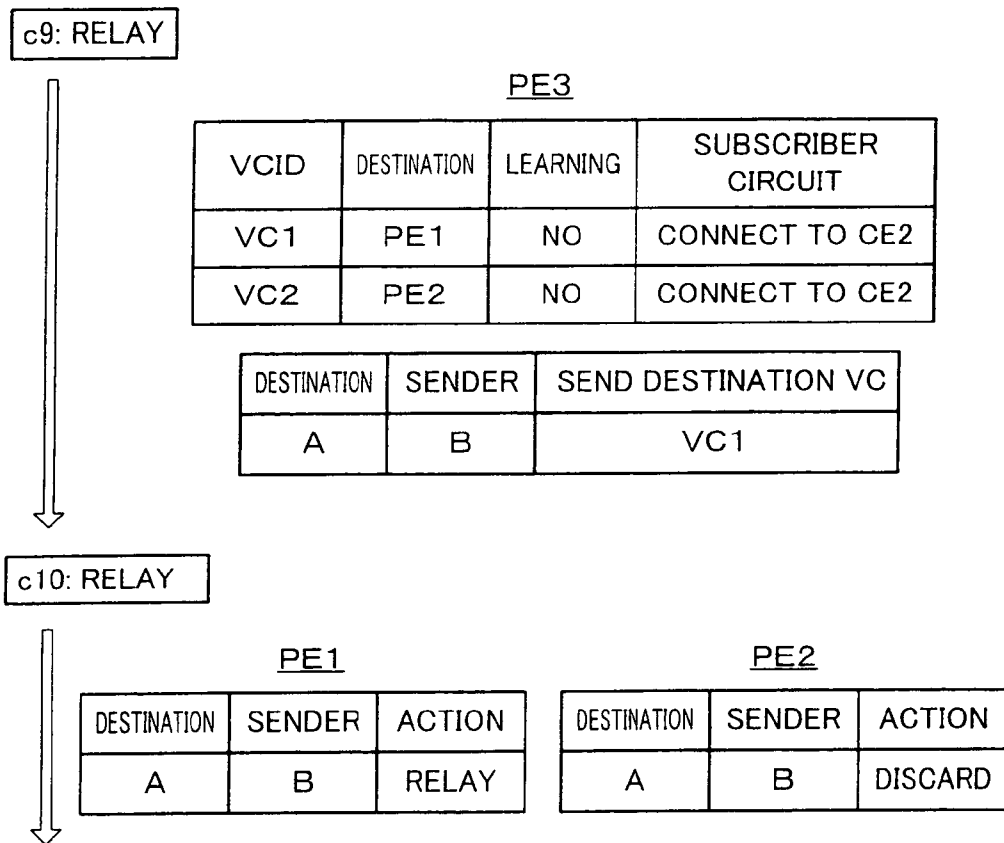 c9: RELAY
PE3
VCID DESTINATION LEARNING SUBSCRIBER CIRCUIT
VC1 PE1 NO CONNECT TO CE2
VC2 PE2 NO CONNECT TO CE2
DESTINATION SENDER SEND DESTINATION VC
A B VC1
c10: RELAY
PE1
DESTINATION SENDER ACTION
A B RELAY
PE2
DESTINATION SENDER ACTION
A B DISCARD